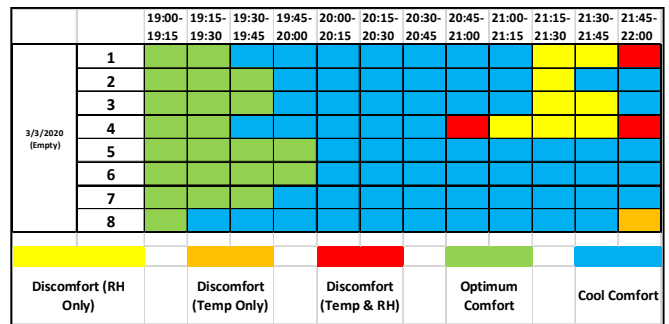 19:00- 19:15- 19:30- 19:45- 20:00- 20:15- 20:30- 20:45- 21:00- 21:15- 21:30- 21:45-
19:15 19:30 19:45 20:00 20:15 20:30 20:45 21:00 21:15 21:30 21:45 22:00
1
2
3
3/3/2020
(Empty)
4
5
6
7
8
Discomfort (RH
Only)
Discomfort
(Temp Only)
Discomfort
(Temp & RH)
Optimum
Comfort
Cool Comfort